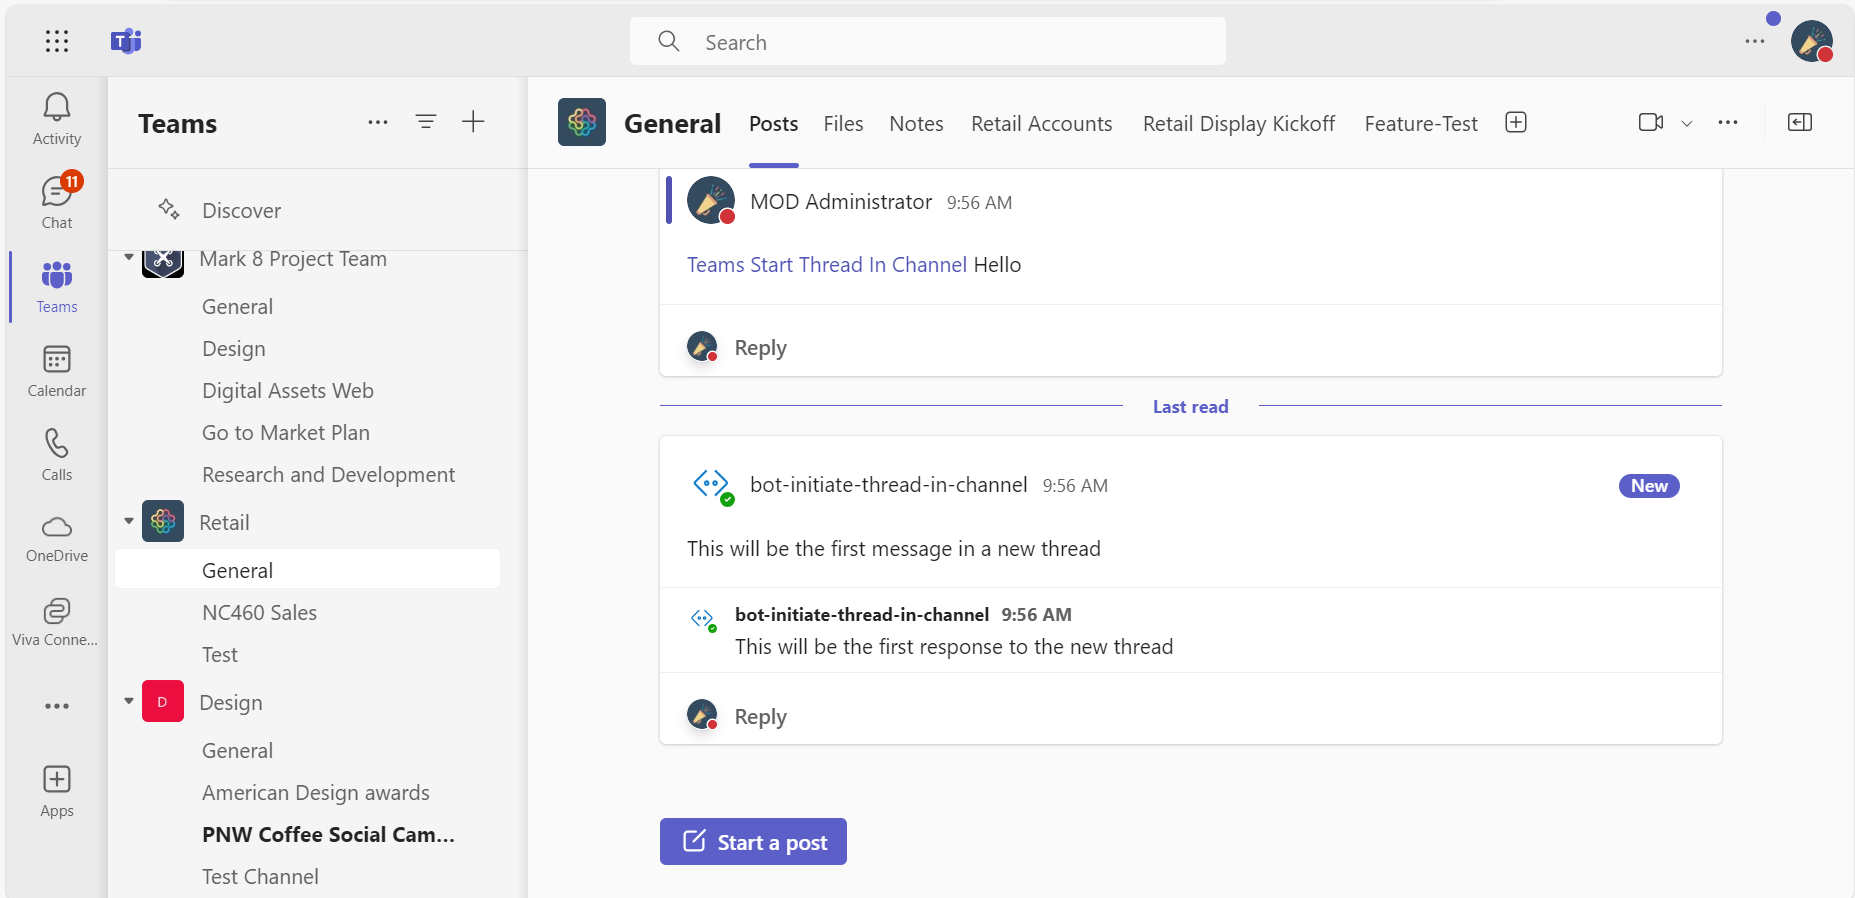 Search
Activity
11
Chat
Teams
Calendar
Calls
OneDrive
Viva Conne...
Apps
Teams
Discover
Mark 8 Project Team
General
Design
Digital Assets Web
Go to Market Plan
Research and Development
Retail
General
NC460 Sales
Test
D
Design
General
American Design awards
PNW Coffee Social Cam...
Test Channel
General Posts Files Notes Retail Accounts Retail Display Kickoff Feature-Test
MOD Administrator 9:56 AM
Teams Start Thread In Channel Hello
Reply
Last read
bot-initiate-thread-in-channel 9:56 AM New
This will be the first message in a new thread
bot-initiate-thread-in-channel 9:56 AM
This will be the first response to the new thread
Reply
Start a post